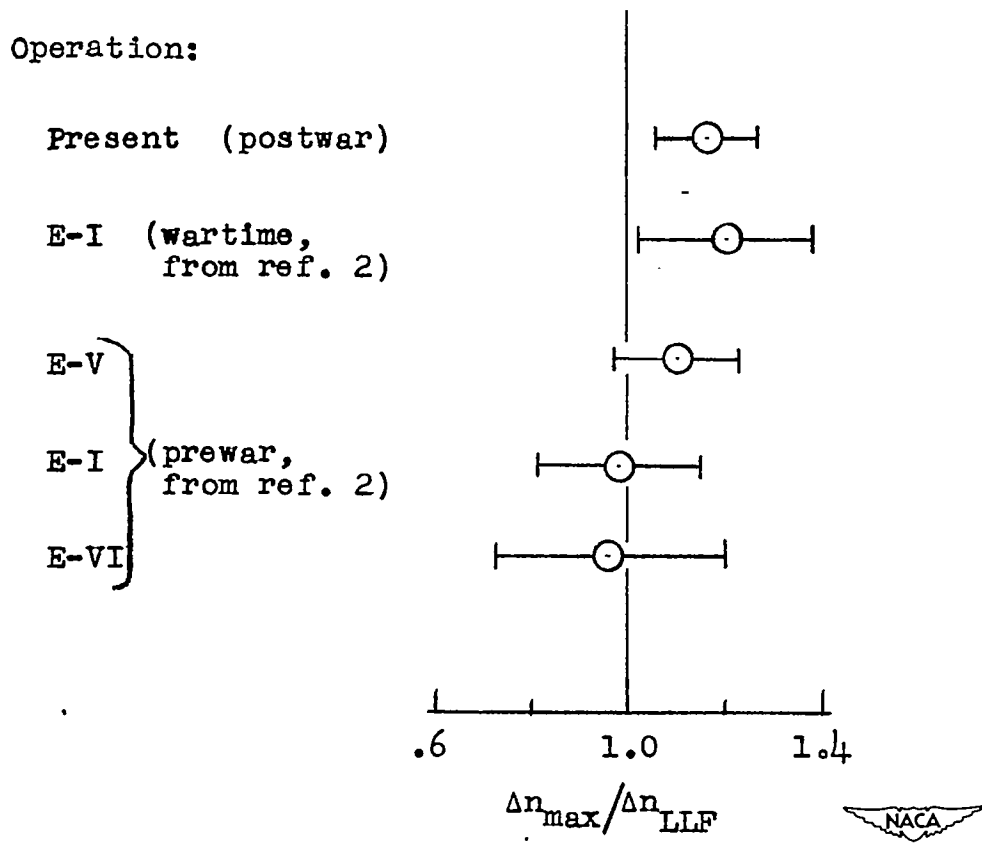 Operation:
Present (postwar)
E-I (wartime,
from ref. 2)
E-V
E-I (prewar,
from ref. 2)
E-VI
.6 1.0 1.4
Δn_max/Δn_LLF
NACA